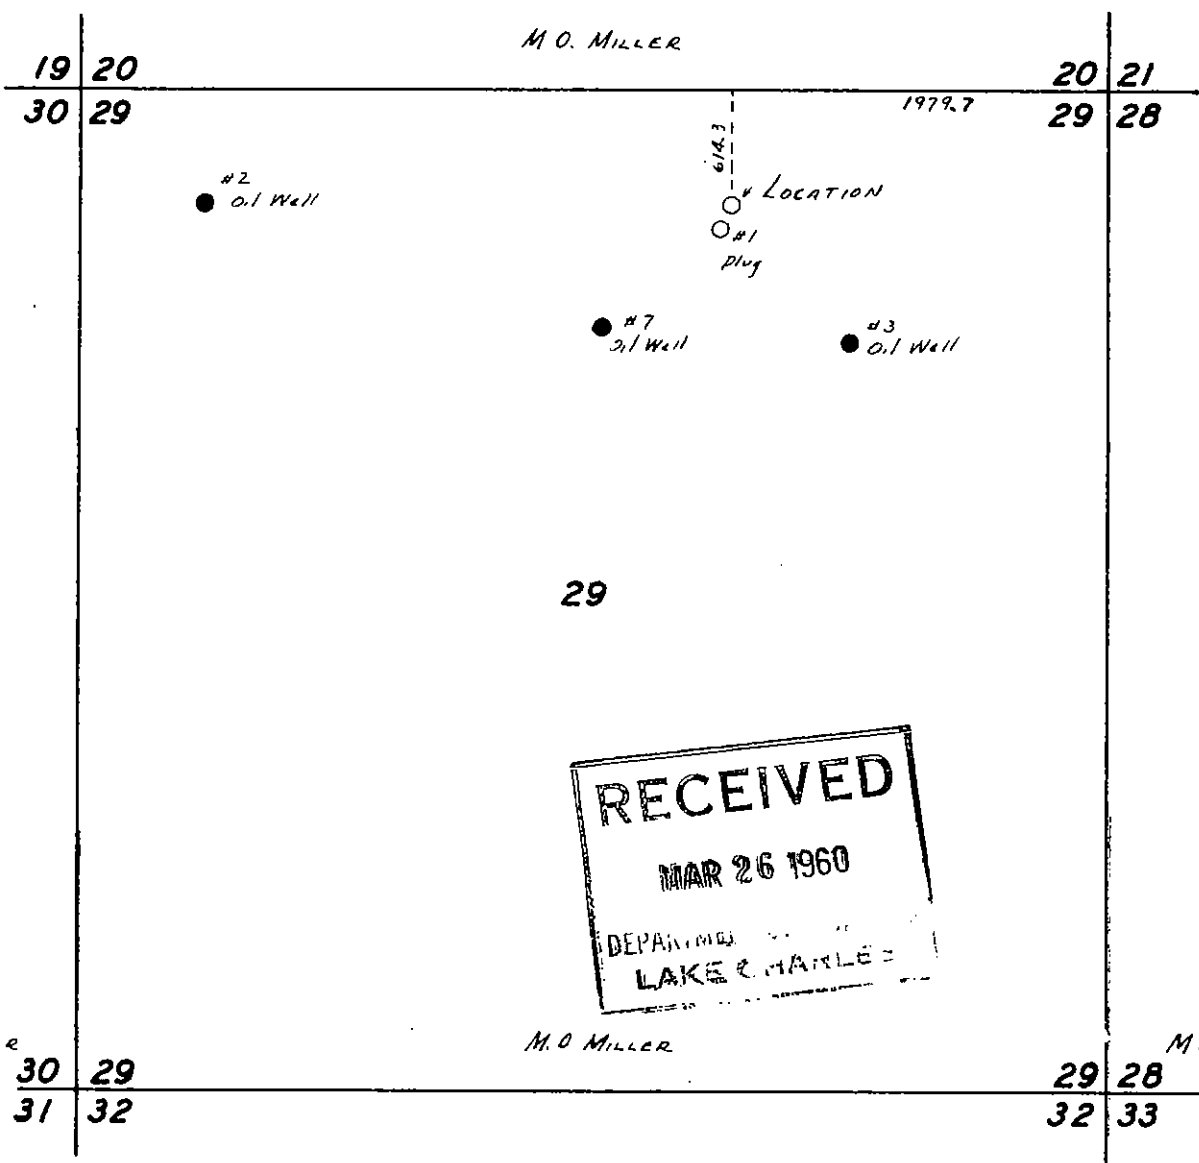 M O. MILLER
19 20
20 21
30 29
1979.7
29 28
614.3
#2
Oil Well
LOCATION
#1
Plug
#7
Oil Well
#3
Oil Well
29
RECEIVED
MAR 26 1960
LAKE CHARLES
M.O MILLER
M
30 29
29 28
31 32
32 33